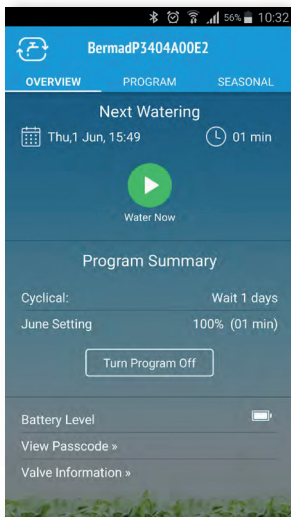 56% 10:32
BermadP3404A00E2
OVERVIEW PROGRAM SEASONAL
Next Watering
Thu,1 Jun, 15:49 01 min
Water Now
Program Summary
Cyclical: Wait 1 days
June Setting 100% (01 min)
Turn Program Off
Battery Level
View Passcode »
Valve Information »